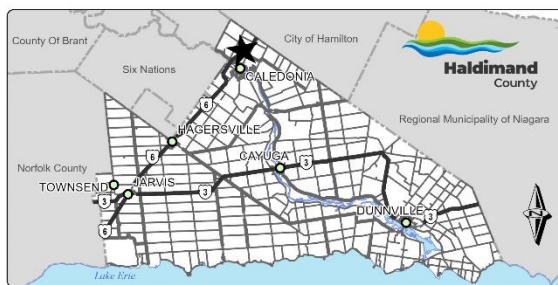 County Of Brant
City of Hamilton
Haldimand
County
Six Nations
CALEDONIA
6
Regional Municipality of Niagara
HAGERSVILLE
6
Norfolk County
CAYUGA
3
TOWNSEND
JARVIS
3
3
DUNNVILLE
3
6
Lake Erie